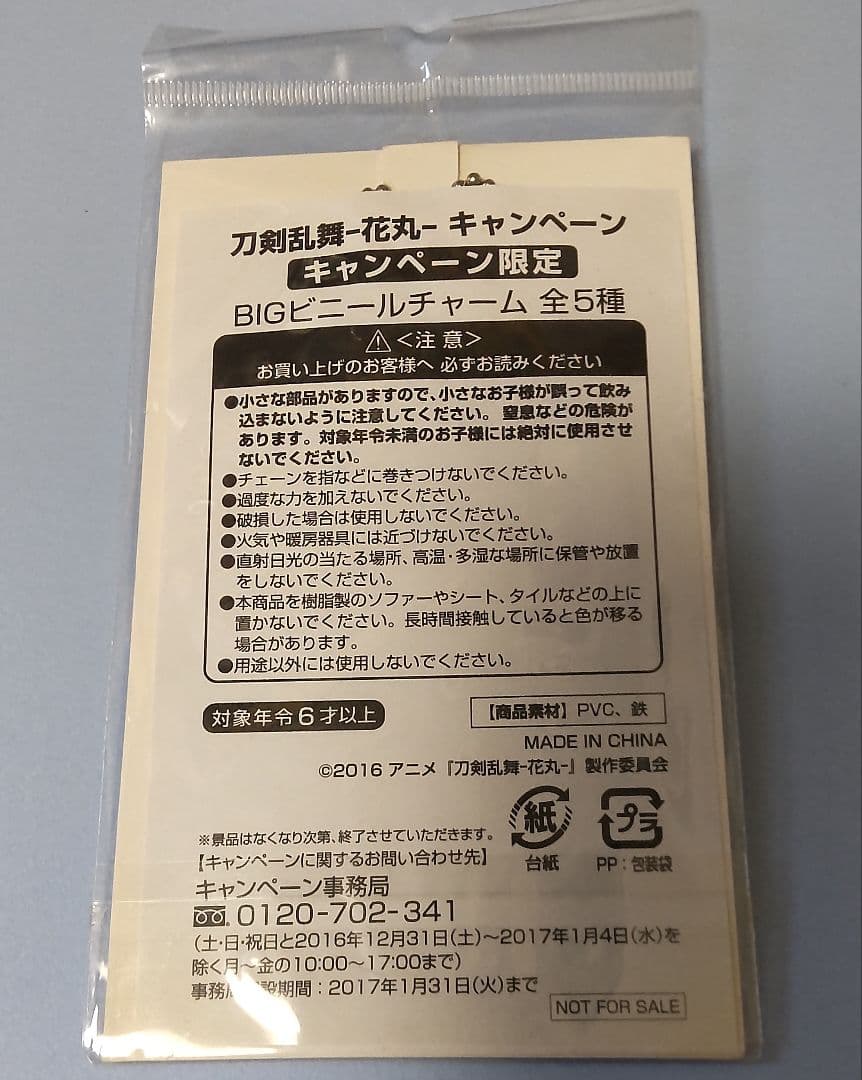 刀剣乱舞-花丸- キャンペーン
キャンペーン限定
BIGビニールチャーム 全5種
<注 意>
お買い上げのお客様へ 必ずお読みください
●小さな部品がありますので、小さなお子様が誤って飲み
込まないように注意してください。窒息などの危険が
あります。対象年令未満のお子様には絶対に使用させ
ないでください。
●チェーンを指などに巻きつけないでください。
●過度な力を加えないでください。
●破損した場合は使用しないでください。
●火気や暖房器具には近づけないでください。
●直射日光の当たる場所、高温・多湿な場所に保管や放置
をしないでください。
●本商品を樹脂製のソファーやシート、タイルなどの上に
置かないでください。長時間接触していると色が移る
場合があります。
●用途以外には使用しないでください。
対象年令6才以上
【商品素材】PVC、鉄
MADE IN CHINA
©2016 アニメ『刀剣乱舞-花丸-』製作委員会
紙
台紙
プラ
PP:包装袋
※景品はなくなり次第、終了させていただきます。
【キャンペーンに関するお問い合わせ先】
キャンペーン事務局
0120-702-341
(土・日・祝日と2016年12月31日(土)~2017年1月4日(水)を
除く月~金の10:00~17:00まで)
事務局 設期間:2017年1月31日(火)まで
NOT FOR SALE